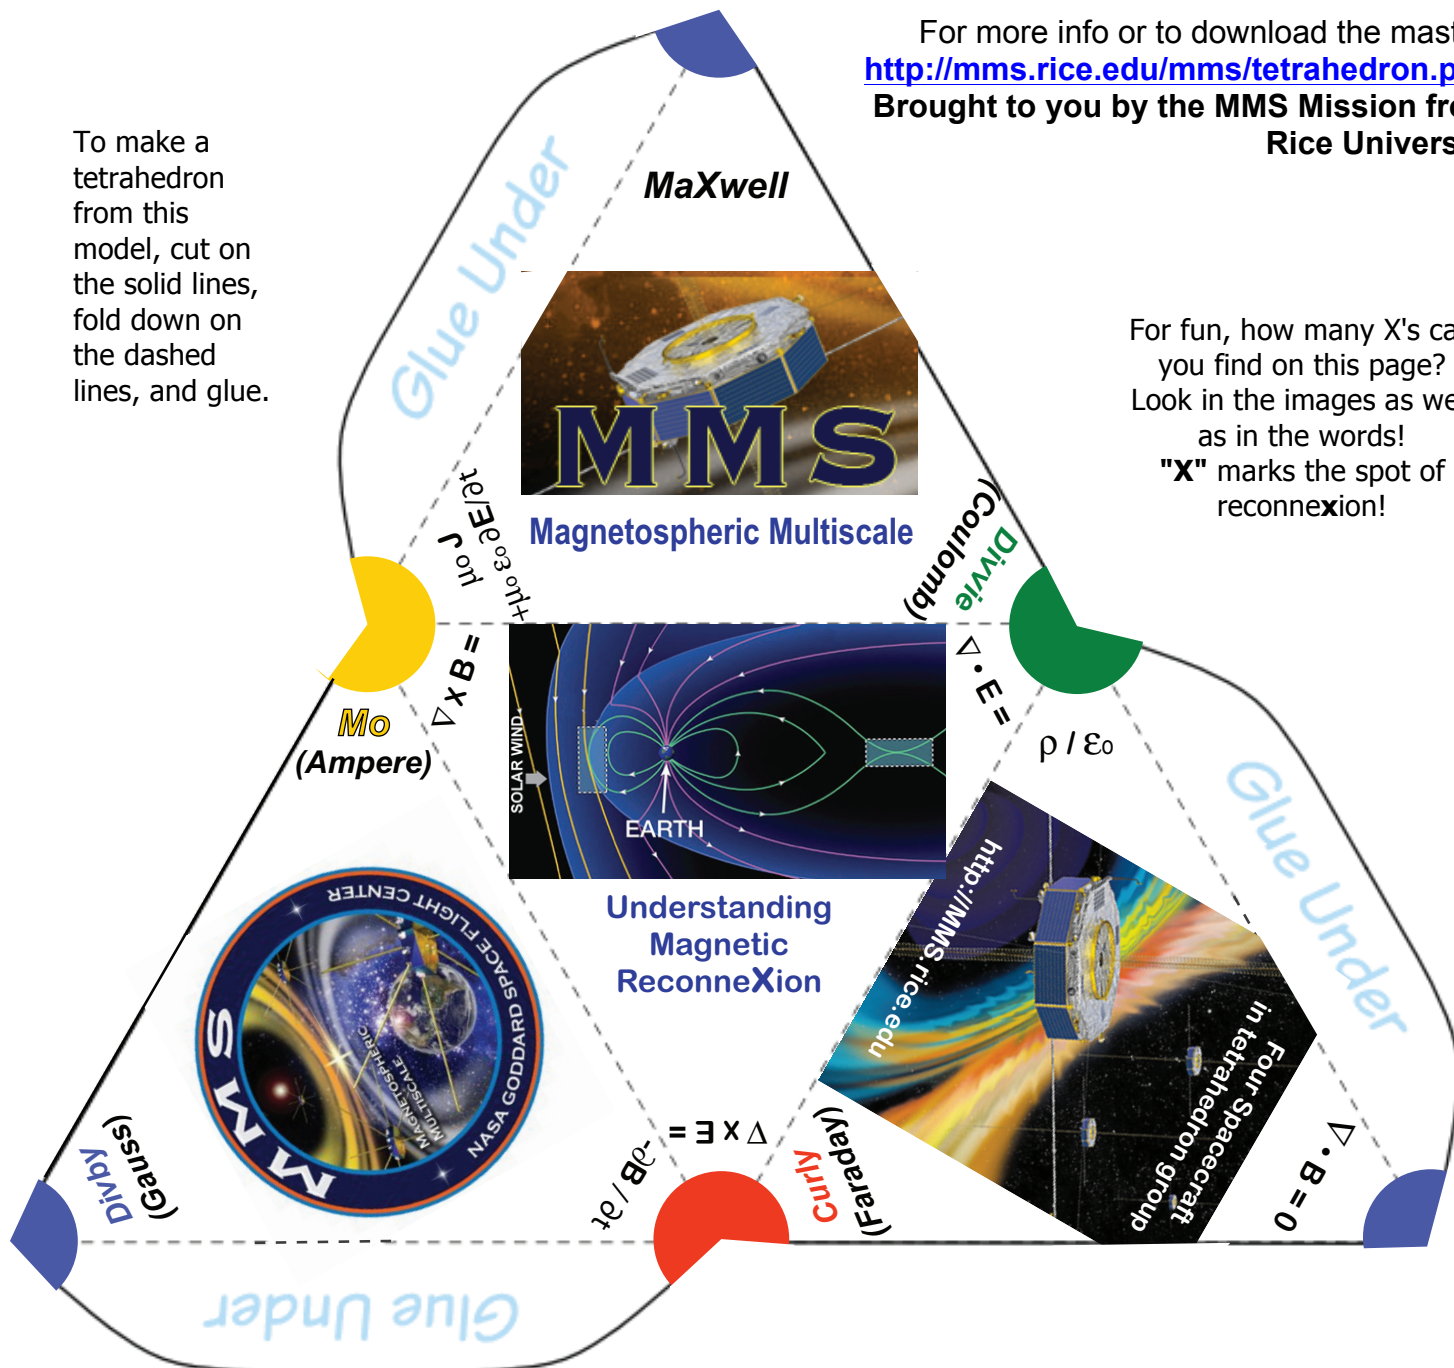 For more info or to download the mast
http://mms.rice.edu/mms/tetrahedron.p
Brought to you by the MMS Mission fr
Rice Univers
To make a
tetrahedron
from this
model, cut on
the solid lines,
fold down on
the dashed
lines, and glue.
Glue Under
MaXwell
MMS
Magnetospheric Multiscale
For fun, how many X's ca
you find on this page?
Look in the images as we
as in the words!
"X" marks the spot of
reconnexion!
μ₀ J
+μ₀ ε₀ ∂E/∂t
Divvie
(Coulomb)
∇ x B =
∇ • E =
ρ / ε₀
Mo
(Ampere)
SOLAR WIND
EARTH
Understanding
Magnetic
ReconneXion
Glue Under
http://MMS.rice.edu
Four Spacecraft
in tetrahedron group
NASA GODDARD SPACE FLIGHT CENTER
MAGNETOSPHERIC
MULTISCALE
MMS
Divby
(Gauss)
∇ x E =
-∂B / ∂t
Curly
(Faraday)
∇ • B = 0
Glue Under